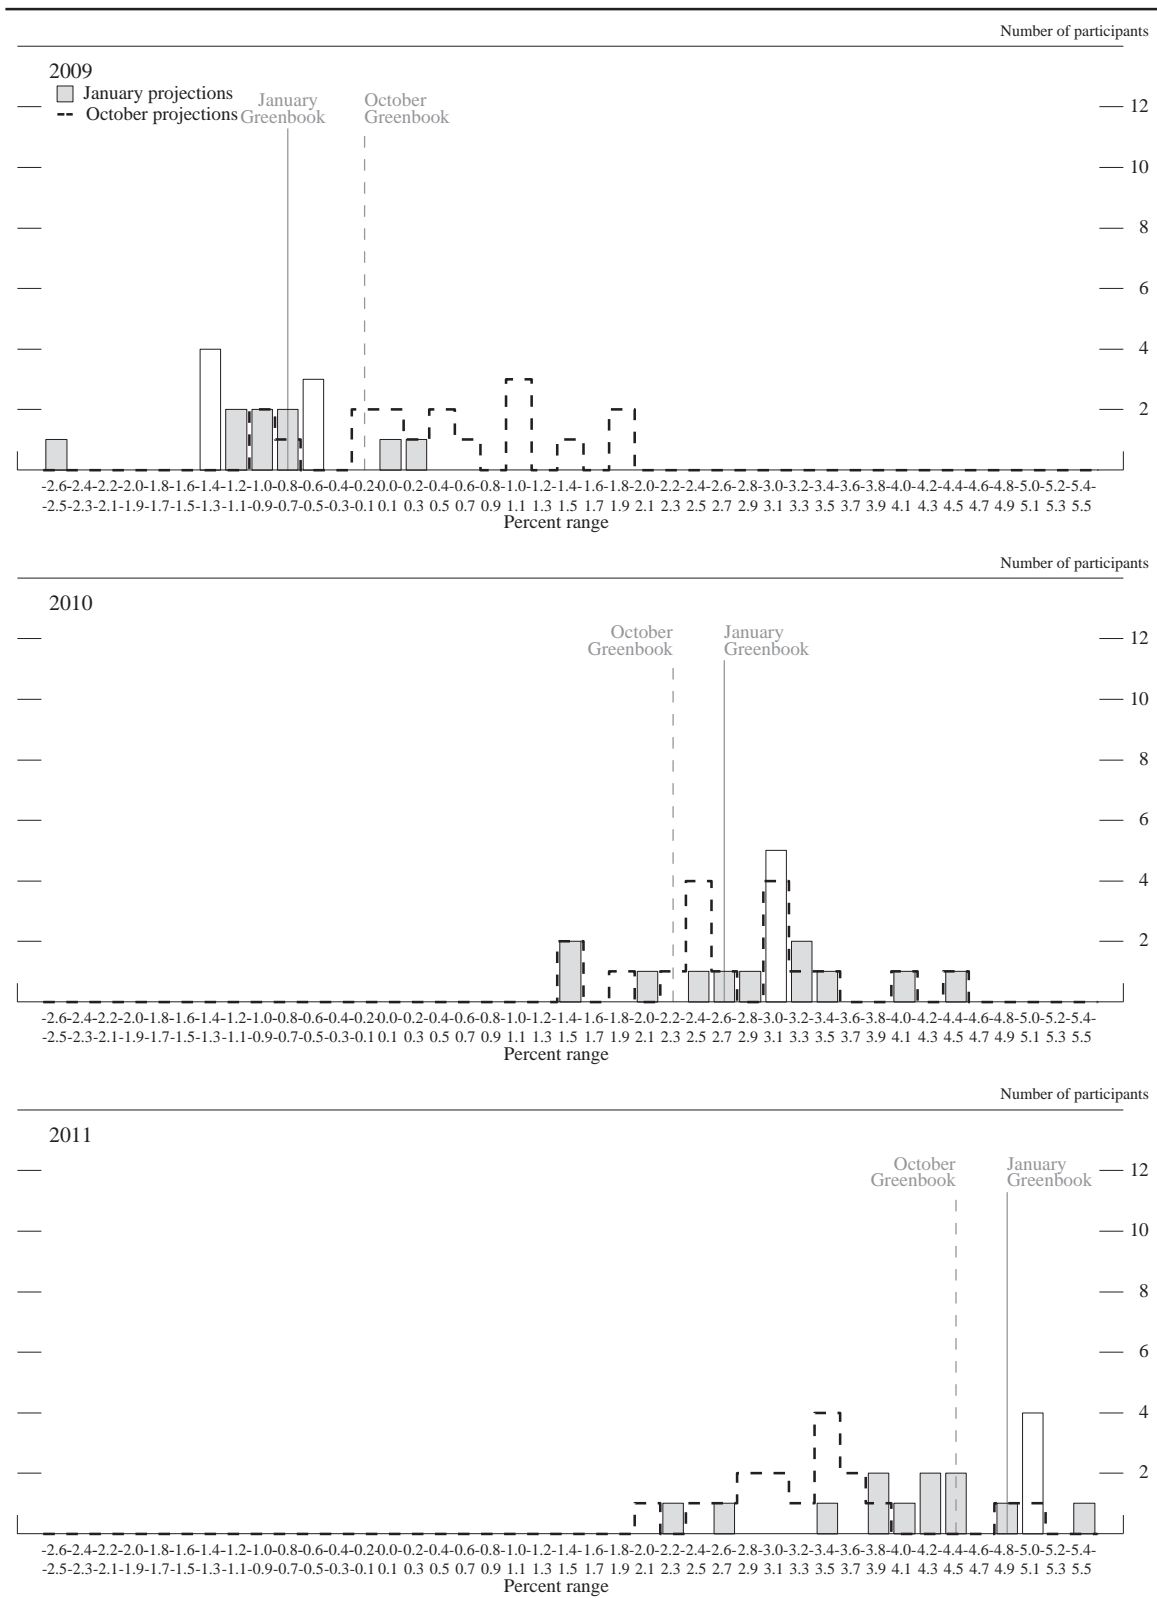 Number of participants
2009
January projections
October projections
January
Greenbook
October
Greenbook
12
10
8
6
4
2
-2.6- -2.4- -2.2- -2.0- -1.8- -1.6- -1.4- -1.2- -1.0- -0.8- -0.6- -0.4- -0.2- 0.0- 0.2- 0.4- 0.6- 0.8- 1.0- 1.2- 1.4- 1.6- 1.8- 2.0- 2.2- 2.4- 2.6- 2.8- 3.0- 3.2- 3.4- 3.6- 3.8- 4.0- 4.2- 4.4- 4.6- 4.8- 5.0- 5.2- 5.4-
-2.5 -2.3 -2.1 -1.9 -1.7 -1.5 -1.3 -1.1 -0.9 -0.7 -0.5 -0.3 -0.1 0.1 0.3 0.5 0.7 0.9 1.1 1.3 1.5 1.7 1.9 2.1 2.3 2.5 2.7 2.9 3.1 3.3 3.5 3.7 3.9 4.1 4.3 4.5 4.7 4.9 5.1 5.3 5.5
Percent range
Number of participants
2010
October
Greenbook
January
Greenbook
12
10
8
6
4
2
-2.6- -2.4- -2.2- -2.0- -1.8- -1.6- -1.4- -1.2- -1.0- -0.8- -0.6- -0.4- -0.2- 0.0- 0.2- 0.4- 0.6- 0.8- 1.0- 1.2- 1.4- 1.6- 1.8- 2.0- 2.2- 2.4- 2.6- 2.8- 3.0- 3.2- 3.4- 3.6- 3.8- 4.0- 4.2- 4.4- 4.6- 4.8- 5.0- 5.2- 5.4-
-2.5 -2.3 -2.1 -1.9 -1.7 -1.5 -1.3 -1.1 -0.9 -0.7 -0.5 -0.3 -0.1 0.1 0.3 0.5 0.7 0.9 1.1 1.3 1.5 1.7 1.9 2.1 2.3 2.5 2.7 2.9 3.1 3.3 3.5 3.7 3.9 4.1 4.3 4.5 4.7 4.9 5.1 5.3 5.5
Percent range
Number of participants
2011
October
Greenbook
January
Greenbook
12
10
8
6
4
2
-2.6- -2.4- -2.2- -2.0- -1.8- -1.6- -1.4- -1.2- -1.0- -0.8- -0.6- -0.4- -0.2- 0.0- 0.2- 0.4- 0.6- 0.8- 1.0- 1.2- 1.4- 1.6- 1.8- 2.0- 2.2- 2.4- 2.6- 2.8- 3.0- 3.2- 3.4- 3.6- 3.8- 4.0- 4.2- 4.4- 4.6- 4.8- 5.0- 5.2- 5.4-
-2.5 -2.3 -2.1 -1.9 -1.7 -1.5 -1.3 -1.1 -0.9 -0.7 -0.5 -0.3 -0.1 0.1 0.3 0.5 0.7 0.9 1.1 1.3 1.5 1.7 1.9 2.1 2.3 2.5 2.7 2.9 3.1 3.3 3.5 3.7 3.9 4.1 4.3 4.5 4.7 4.9 5.1 5.3 5.5
Percent range